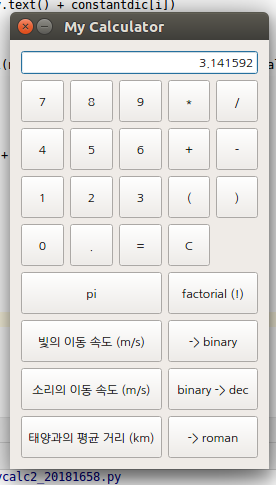 r.text() + constantdic[i])
My Calculator
3.141592
7 8 9 * /
4 5 6 + -
1 2 3 ( )
0 . = C
pi factorial (!)
빛의 이동 속도 (m/s) -> binary
소리의 이동 속도 (m/s) binary -> dec
태양과의 평균 거리 (km) -> roman
ycalc2_20181658.py